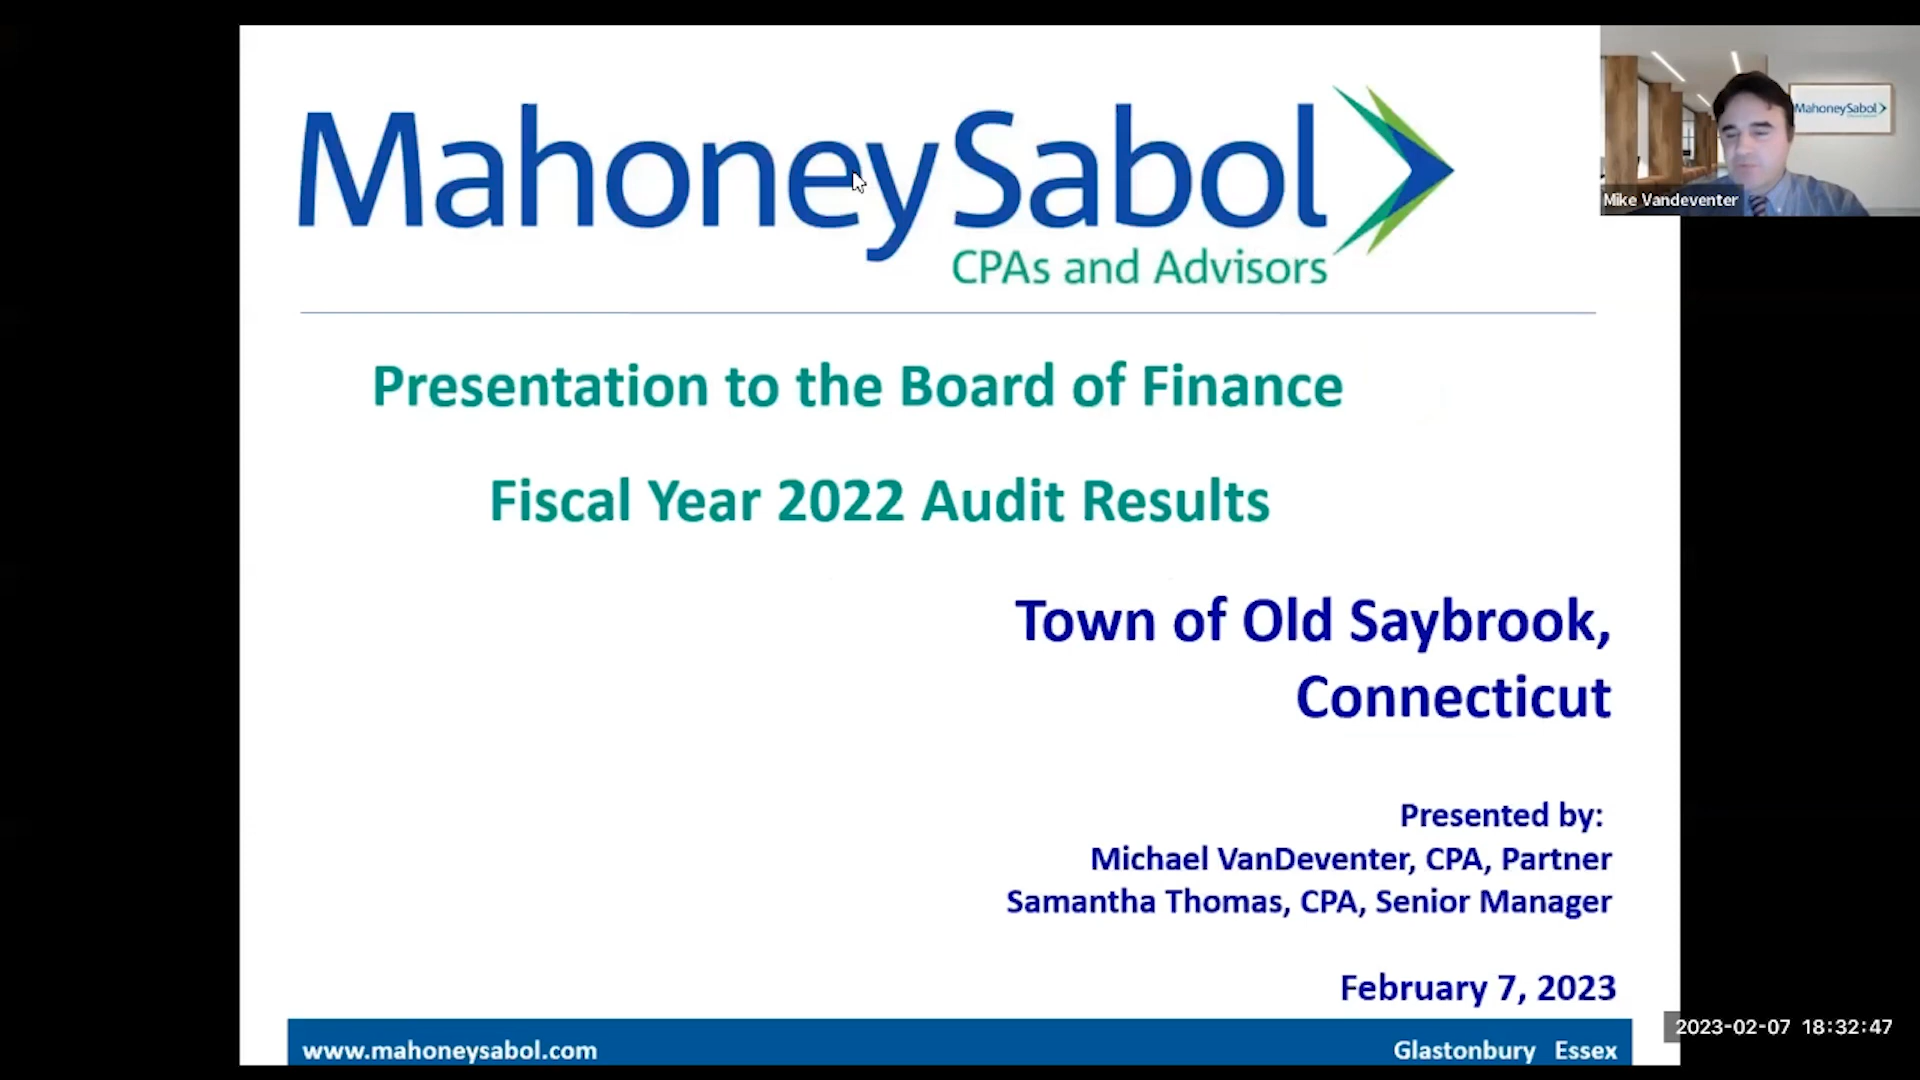 MahoneySabol
CPAs and Advisors
MahoneySabol
Mike Vandeventer
Presentation to the Board of Finance
Fiscal Year 2022 Audit Results
Town of Old Saybrook,
Connecticut
Presented by:
Michael VanDeventer, CPA, Partner
Samantha Thomas, CPA, Senior Manager
February 7, 2023
www.mahoneysabol.com
Glastonbury Essex
2023-02-07 18:32:47